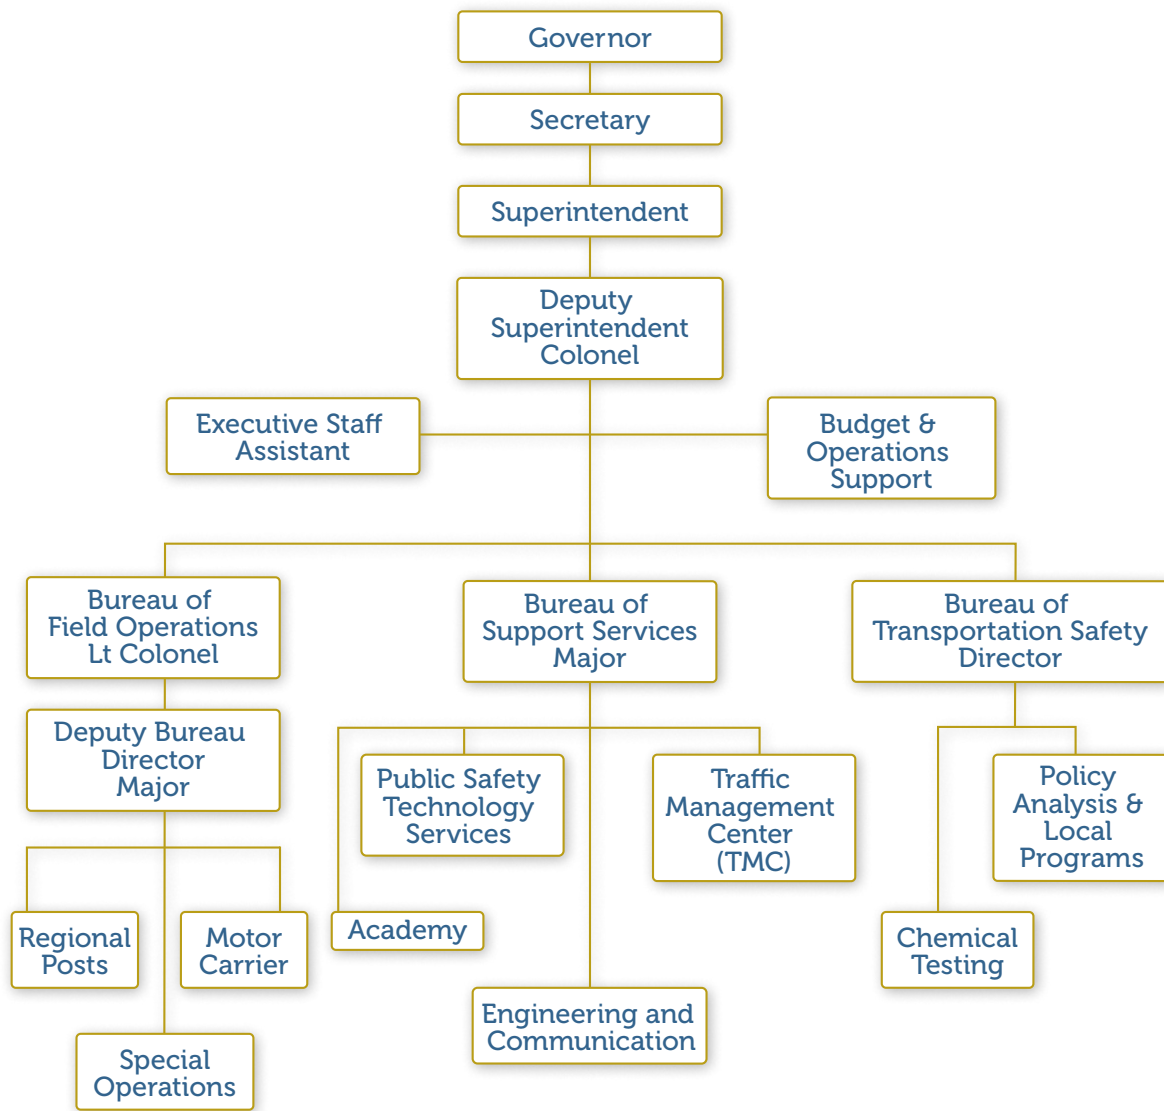 Governor
Secretary
Superintendent
Deputy
Superintendent
Colonel
Executive Staff
Assistant
Budget &
Operations
Support
Bureau of
Field Operations
Lt Colonel
Bureau of
Support Services
Major
Bureau of
Transportation Safety
Director
Deputy Bureau
Director
Major
Public Safety
Technology
Services
Traffic
Management
Center
(TMC)
Policy
Analysis &
Local
Programs
Regional
Posts
Motor
Carrier
Academy
Chemical
Testing
Engineering and
Communication
Special
Operations